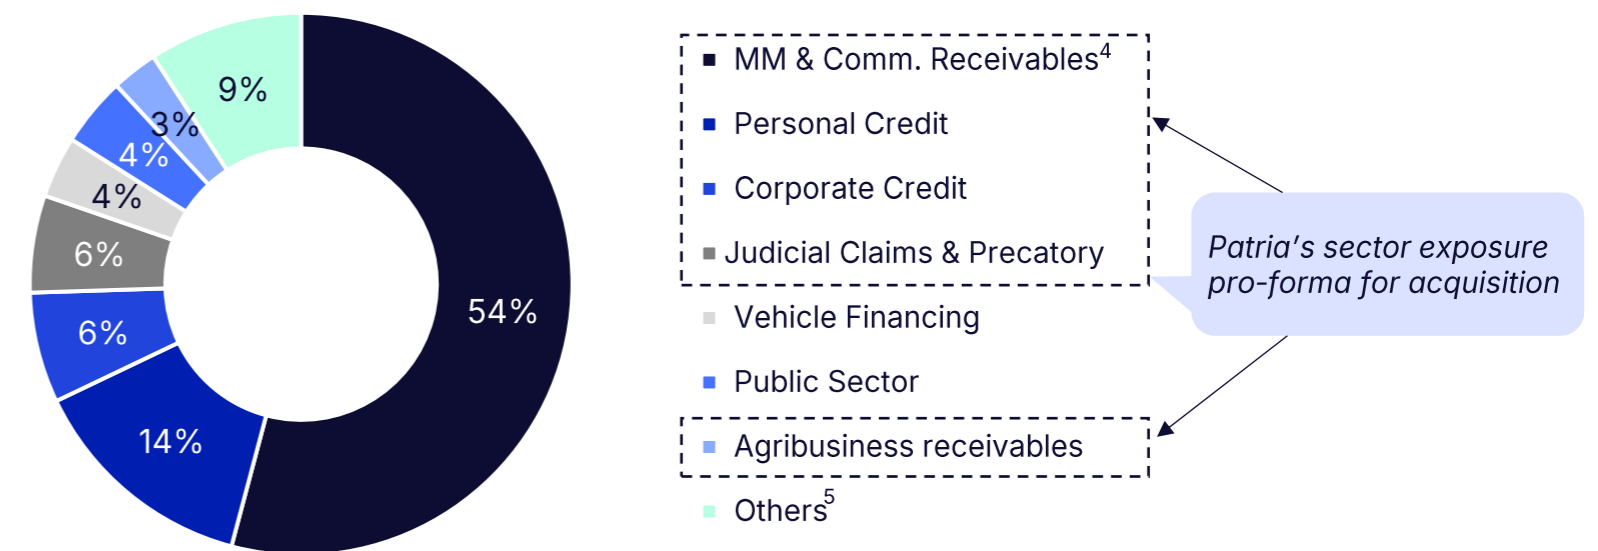 9%
3%
4%
4%
6%
6%
14%
54%
MM & Comm. Receivables⁴
Personal Credit
Corporate Credit
Judicial Claims & Precatory
Vehicle Financing
Public Sector
Agribusiness receivables
Others⁵
Patria's sector exposure
pro-forma for acquisition